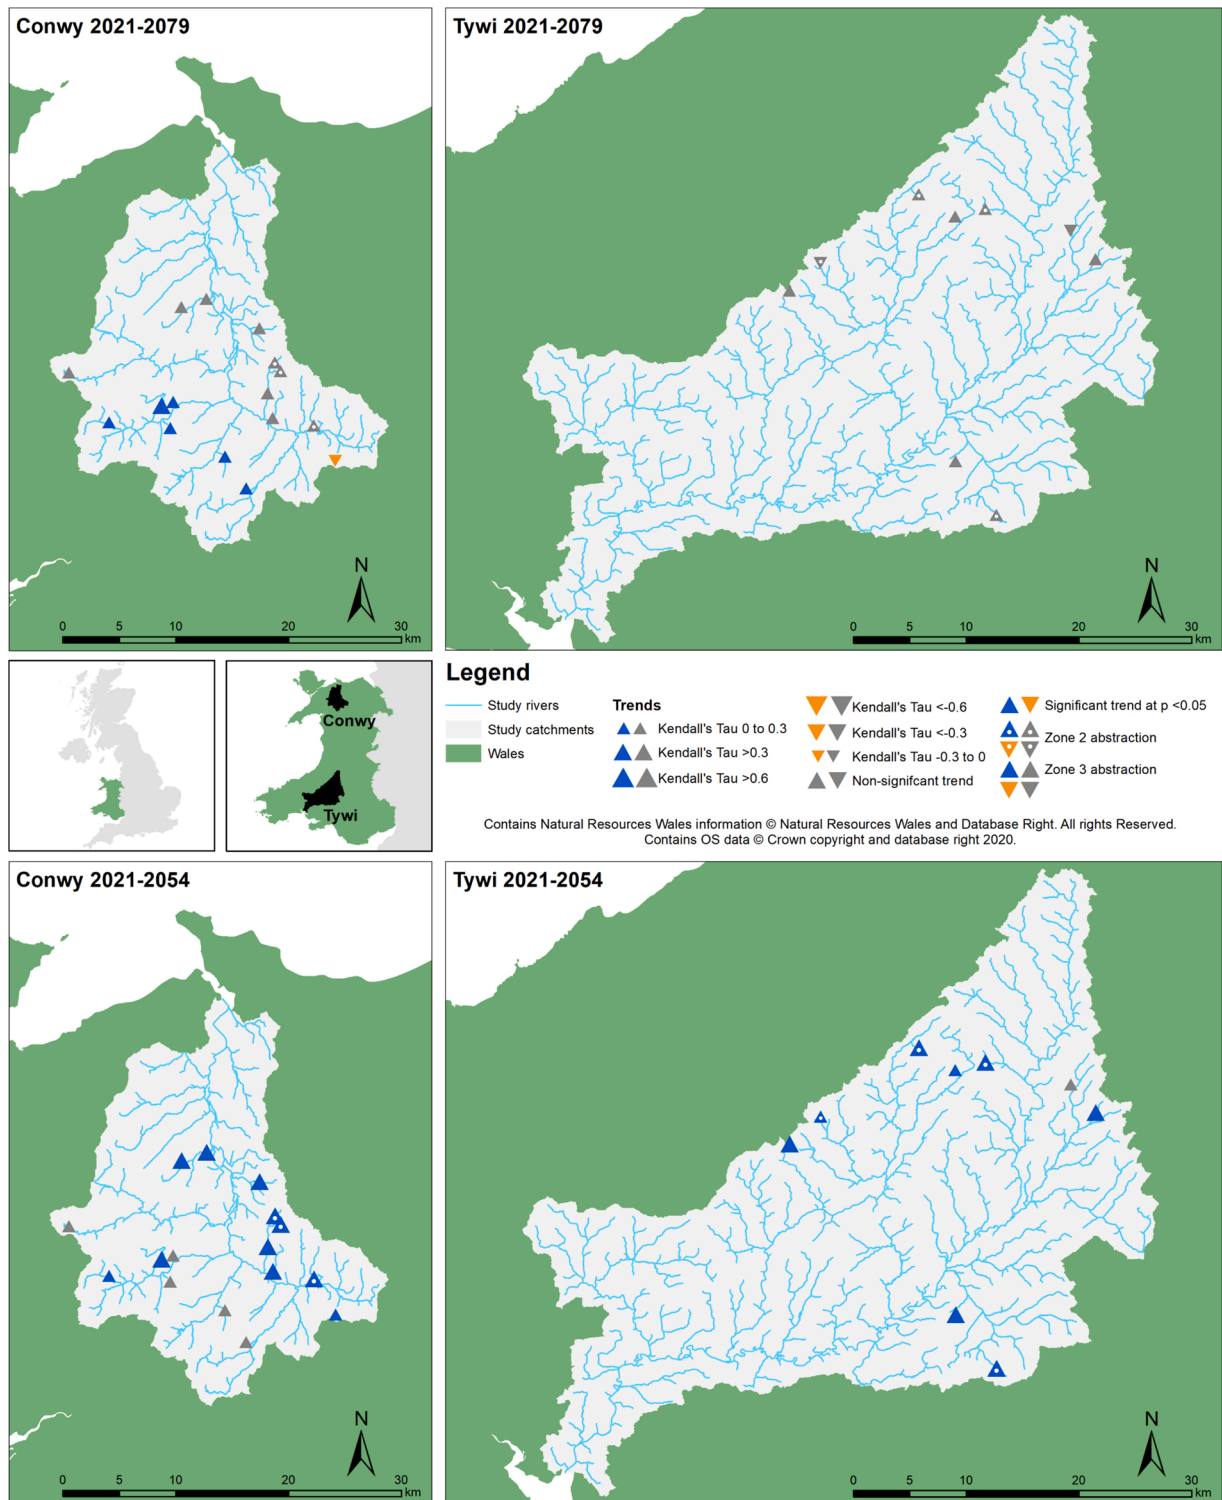 Conwy 2021-2079
Tywi 2021-2079
N
0 5 10 20 30
km
N
0 5 10 20 30
km
Conwy
Tywi
Legend
Study rivers
Study catchments
Wales
Trends
Kendall's Tau 0 to 0.3
Kendall's Tau >0.3
Kendall's Tau >0.6
Kendall's Tau <-0.6
Kendall's Tau <-0.3
Kendall's Tau -0.3 to 0
Non-signifcant trend
Significant trend at p <0.05
Zone 2 abstraction
Zone 3 abstraction
Contains Natural Resources Wales information © Natural Resources Wales and Database Right. All rights Reserved.
Contains OS data © Crown copyright and database right 2020.
Conwy 2021-2054
Tywi 2021-2054
N
0 5 10 20 30
km
N
0 5 10 20 30
km